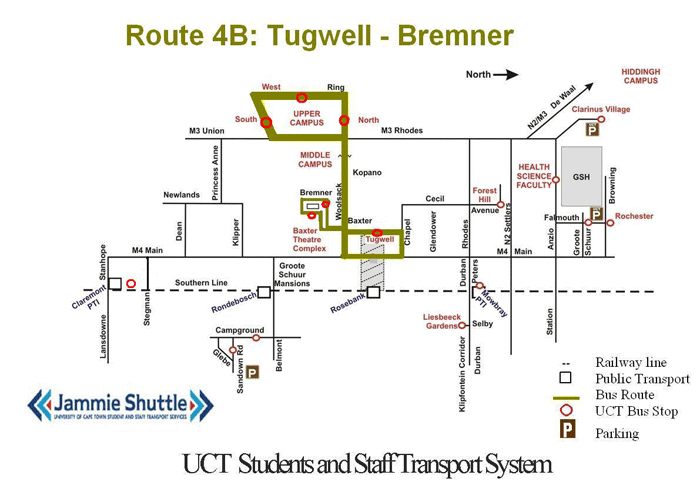 Route 4B: Tugwell - Bremner
North
HIDDINGH
CAMPUS
N2/M3 De Waal
Clarinus Village
P
West
Ring
UPPER
CAMPUS
South
North
M3 Union
M3 Rhodes
MIDDLE
CAMPUS
Kopano
Princess Anne
HEALTH
SCIENCE
FACULTY
GSH
Browning
Newlands
Bremner
Woolsack
Cecil
Forest
Hill
Avenue
Baxter
Falmouth
P
Rochester
Dean
Klipper
Baxter
Theatre
Complex
Tugwell
Chapel
Glendower
Rhodes
N2 Settlers
Anzio
Groote
Schuur
Stanhope
M4 Main
M4
Main
Groote
Schuur
Mansions
Durban
Peters
Claremont
PTI
Southern Line
Rondebosch
Rosebank
Mowbray
PTI
Stegman
Lansdowne
Liesbeeck
Gardens
Selby
Station
Campground
Glebe
Sandown Rd
P
Belmont
Klipfontein Corridor
Durban
Railway line
Public Transport
Bus Route
UCT Bus Stop
P
Parking
Jammie Shuttle
UNIVERSITY OF CAPE TOWN STUDENT AND STAFF TRANSPORT SERVICES
UCT Students and Staff Transport System